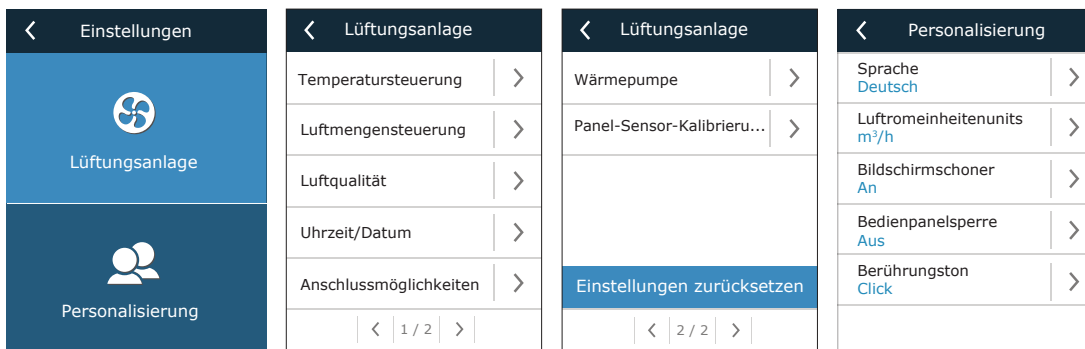 Einstellungen
Lüftungsanlage
Personalisierung
Lüftungsanlage
Temperatursteuerung
Luftmengensteuerung
Luftqualität
Uhrzeit/Datum
Anschlussmöglichkeiten
1 / 2
Lüftungsanlage
Wärmepumpe
Panel-Sensor-Kalibrieru...
Einstellungen zurücksetzen
2 / 2
Personalisierung
Sprache
Deutsch
Luftromeinheitenunits
m³/h
Bildschirmschoner
An
Bedienpanelsperre
Aus
Berührungston
Click